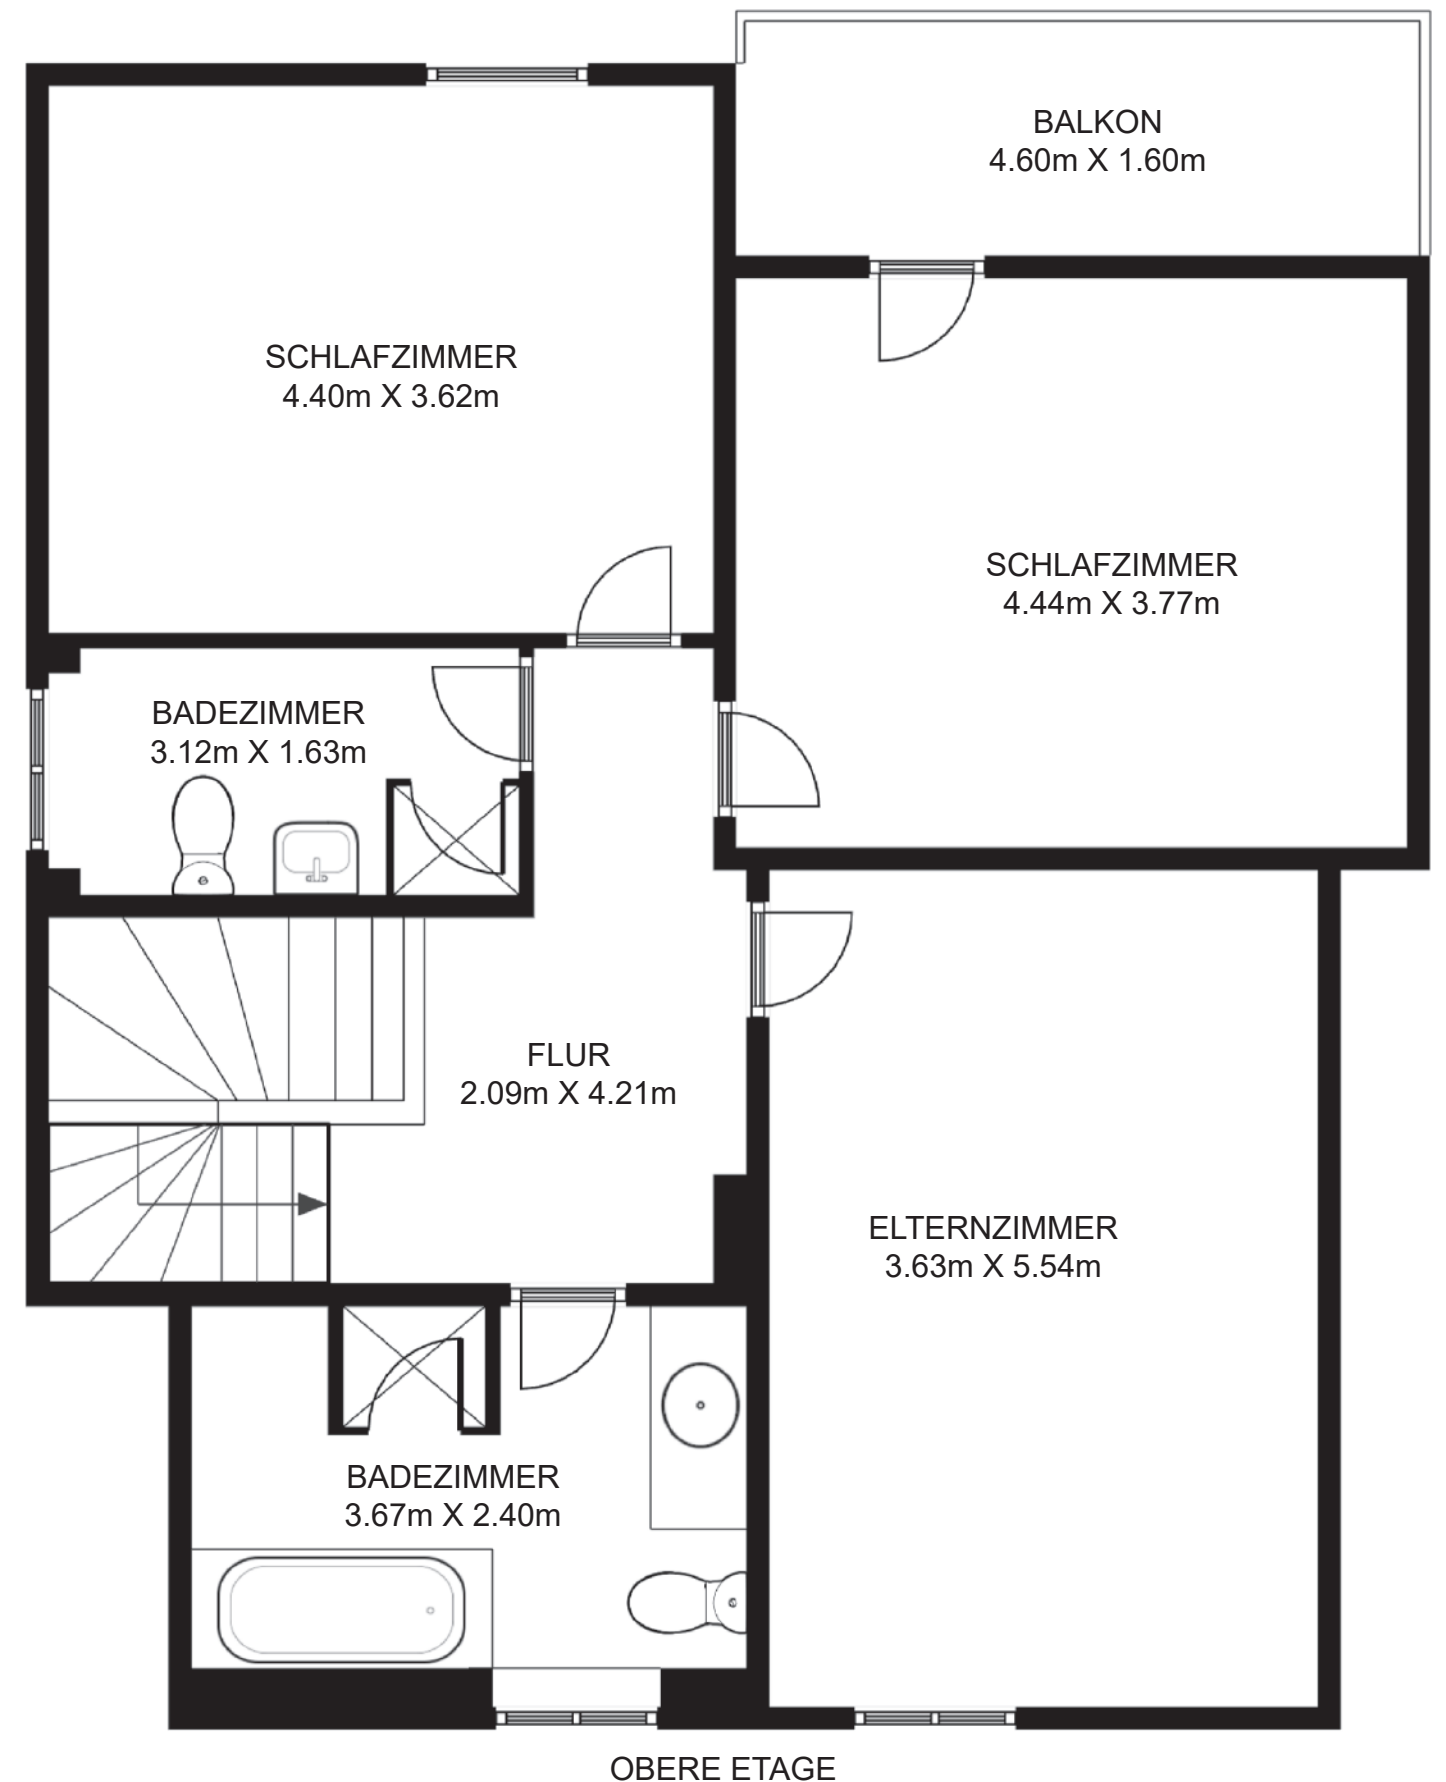 BALKON
4.60m X 1.60m
SCHLAFZIMMER
4.40m X 3.62m
SCHLAFZIMMER
4.44m X 3.77m
BADEZIMMER
3.12m X 1.63m
FLUR
2.09m X 4.21m
ELTERNZIMMER
3.63m X 5.54m
BADEZIMMER
3.67m X 2.40m
OBERE ETAGE